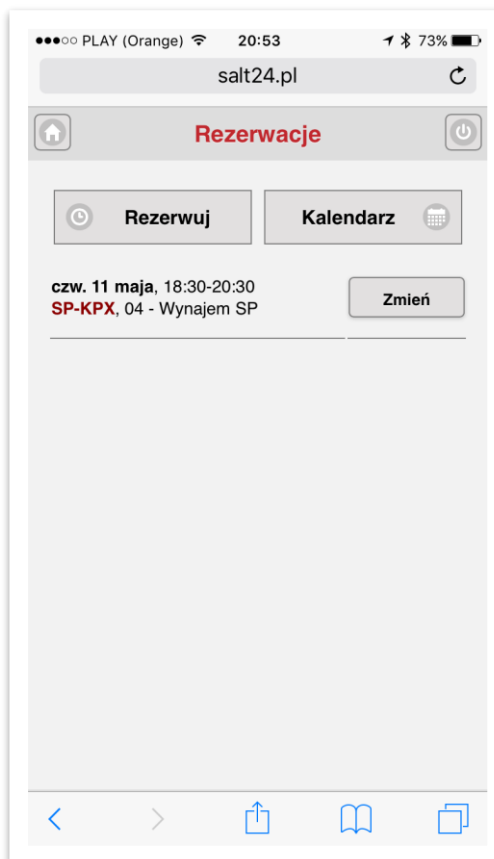 PLAY (Orange) 20:53 73%
salt24.pl
Rezerwacje
Rezerwuj
Kalendarz
czw. 11 maja, 18:30-20:30
SP-KPX, 04 - Wynajem SP
Zmień